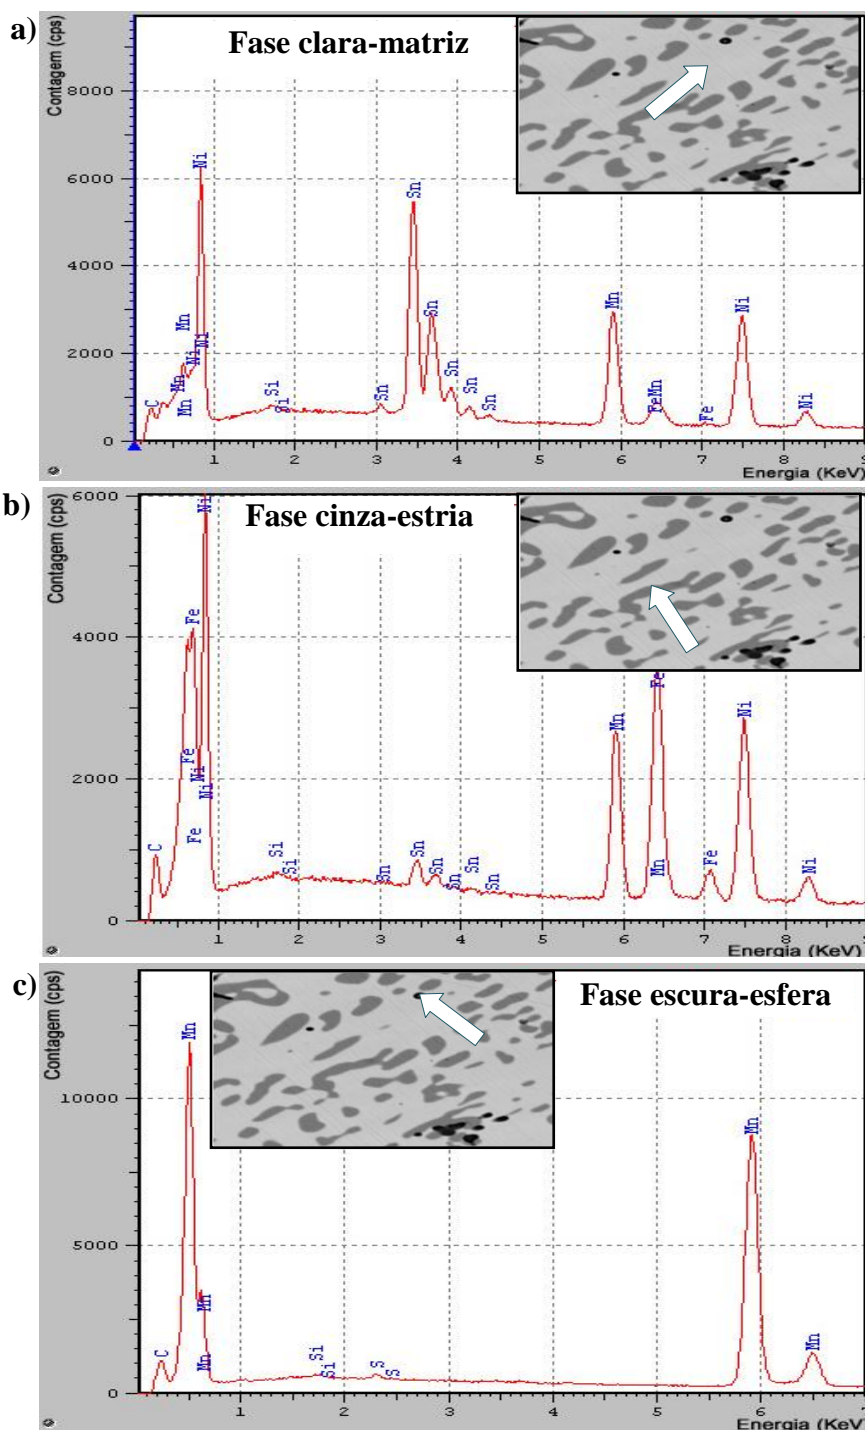 a)
Fase clara-matriz
Contagem (cps)
8000
6000
4000
2000
0
Ni
Sn
Mn
Sn
Mn
Ni
Ni
Ni
Mn
Mn
C
Si
Si
Sn
Sn
Sn
Sn
Fe
Mn
Fe
Ni
1 2 3 4 5 6 7 8 9
Energia (KeV)
b)
Fase cinza-estria
Contagem (cps)
6000
4000
2000
0
Ni
Fe
Fe
Ni
Ni
Fe
C
Si
Si
Sn
Sn
Sn
Sn
Sn
Sn
Mn
Fe
Mn
Fe
Ni
Ni
1 2 3 4 5 6 7 8 9
Energia (KeV)
c)
Fase escura-esfera
Contagem (cps)
10000
5000
0
Mn
Mn
Mn
C
Si
Si
S
S
Mn
Mn
1 2 3 4 5 6 7
Energia (KeV)